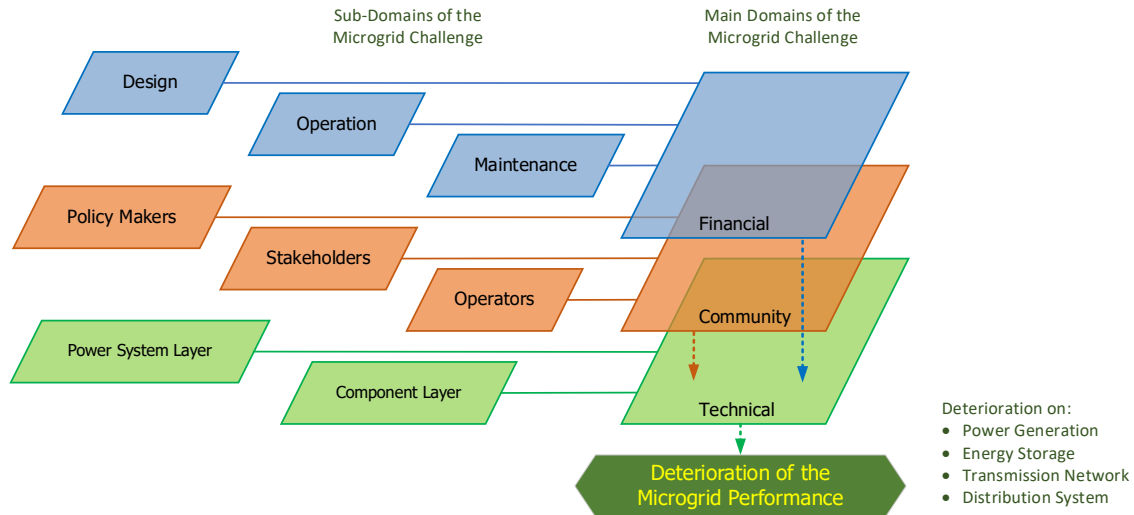 Sub-Domains of the
Microgrid Challenge
Main Domains of the
Microgrid Challenge
Design
Operation
Maintenance
Policy Makers
Financial
Stakeholders
Operators
Community
Power System Layer
Component Layer
Technical
Deterioration of the
Microgrid Performance
Deterioration on:
• Power Generation
• Energy Storage
• Transmission Network
• Distribution System